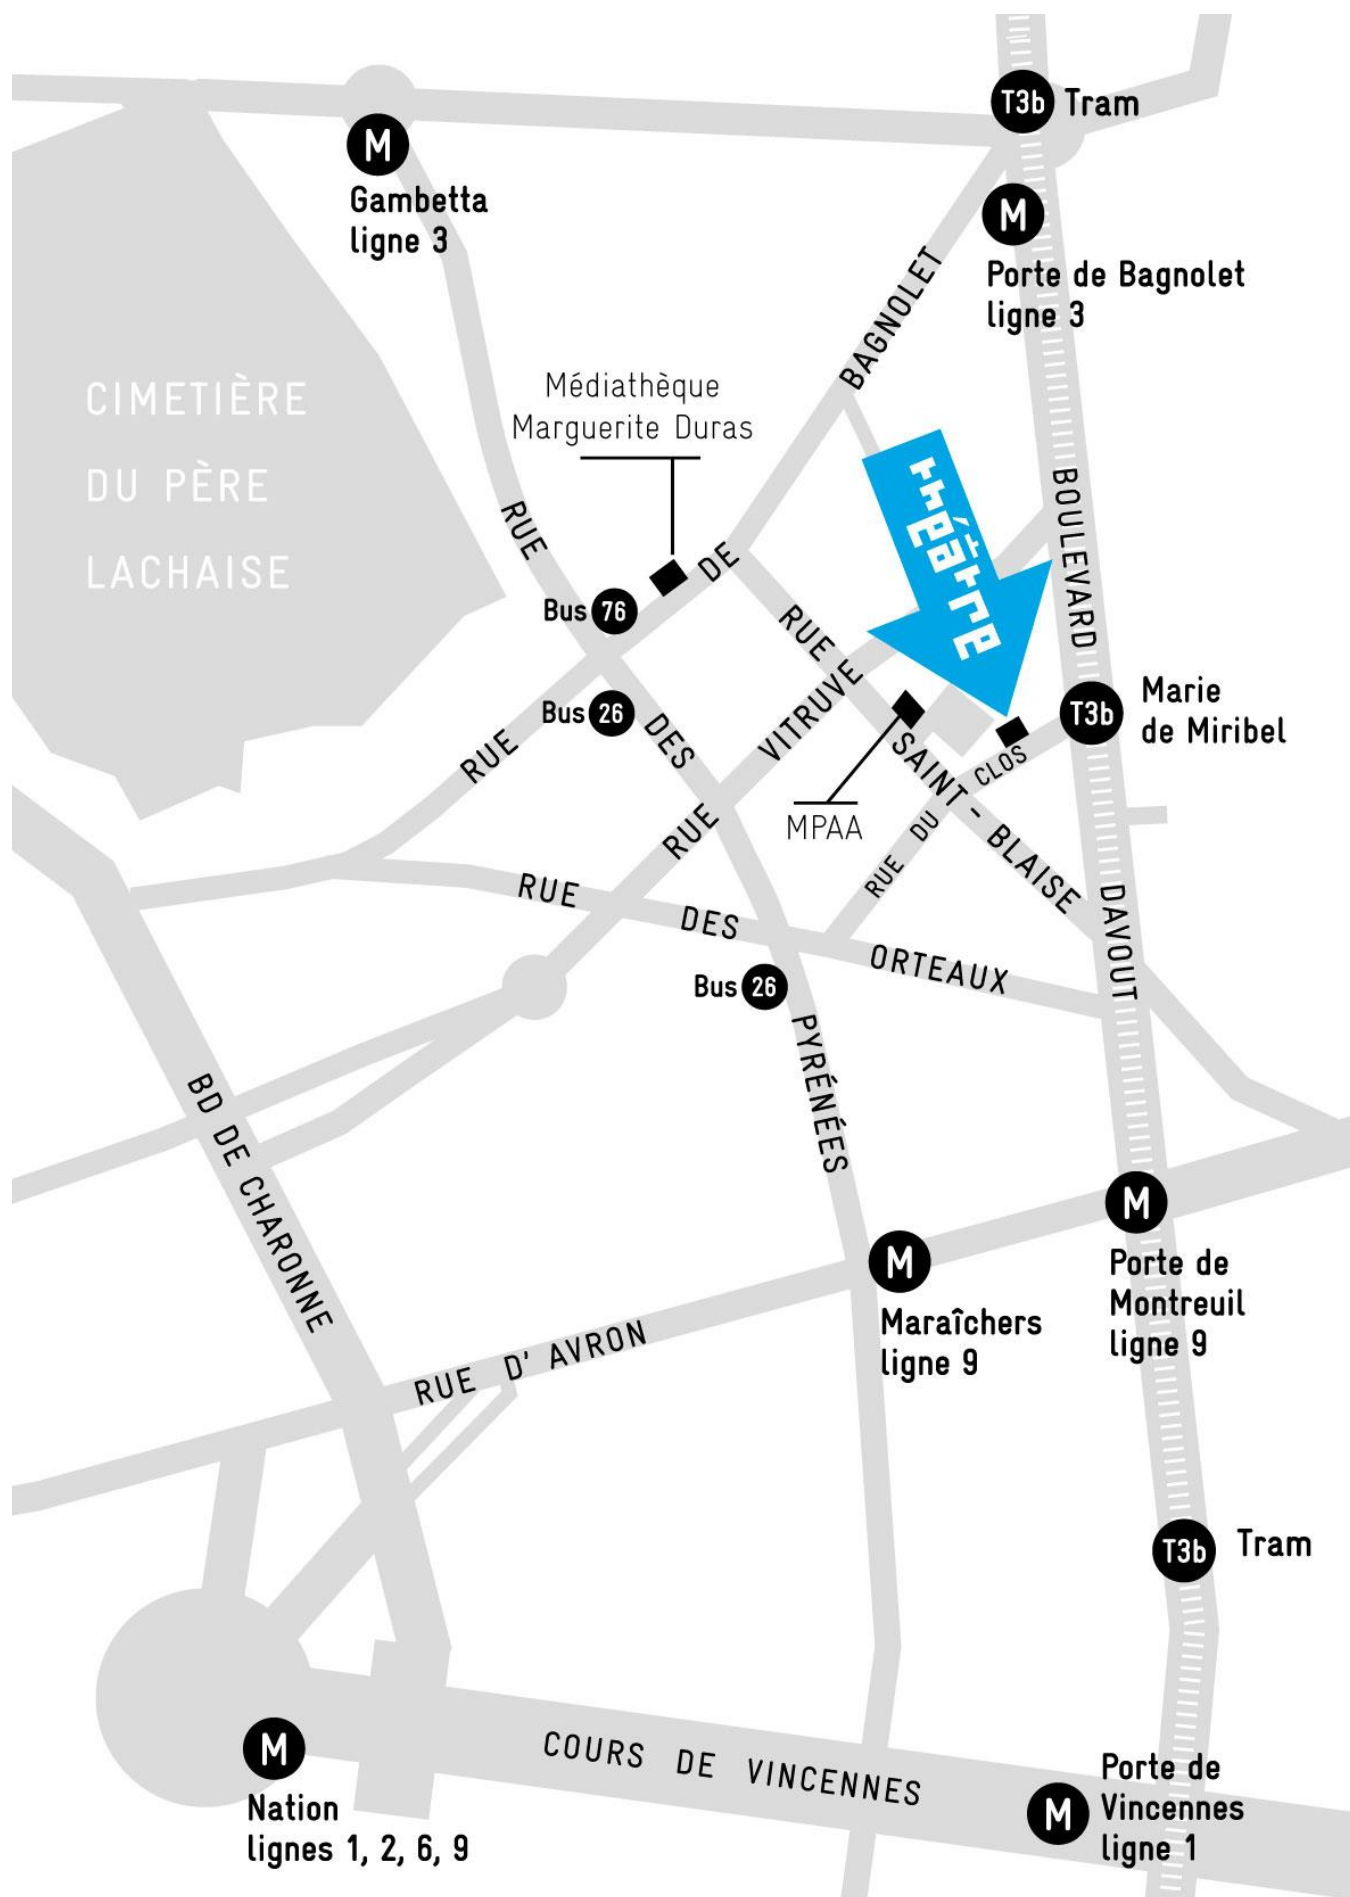 T3b Tram
M
Gambetta
ligne 3
M
Porte de Bagnolet
ligne 3
CIMETIÈRE
DU PÈRE
LACHAISE
Médiathèque
Marguerite Duras
RUE DE BAGNOLET
théâtre
BOULEVARD DAVOUT
Bus 76
Bus 26
RUE DES PYRÉNÉES
RUE VITRUVE
RUE SAINT - BLAISE
T3b
Marie
de Miribel
MPAA
RUE DU CLOS
RUE DES ORTEAUX
Bus 26
BD DE CHARONNE
M
Porte de
Montreuil
ligne 9
M
Maraîchers
ligne 9
RUE D' AVRON
T3b Tram
M
Nation
lignes 1, 2, 6, 9
COURS DE VINCENNES
M
Porte de
Vincennes
ligne 1